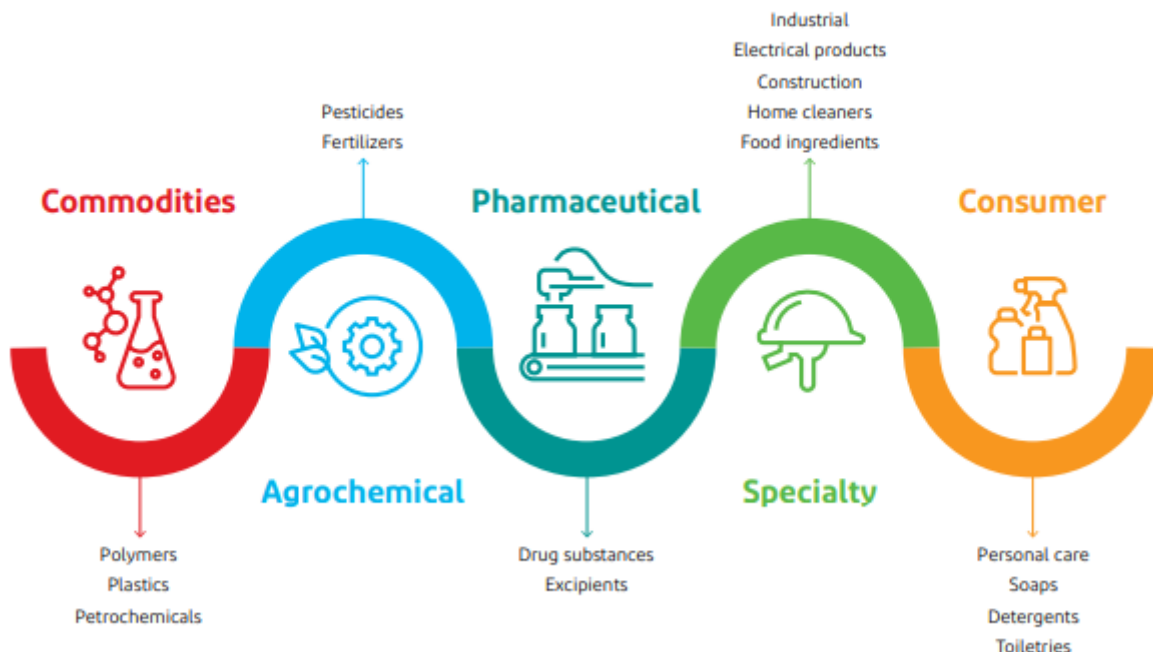 Industrial
Electrical products
Construction
Home cleaners
Food ingredients
Pesticides
Fertilizers
Commodities
Pharmaceutical
Consumer
Agrochemical
Specialty
Polymers
Plastics
Petrochemicals
Drug substances
Excipients
Personal care
Soaps
Detergents
Toiletries